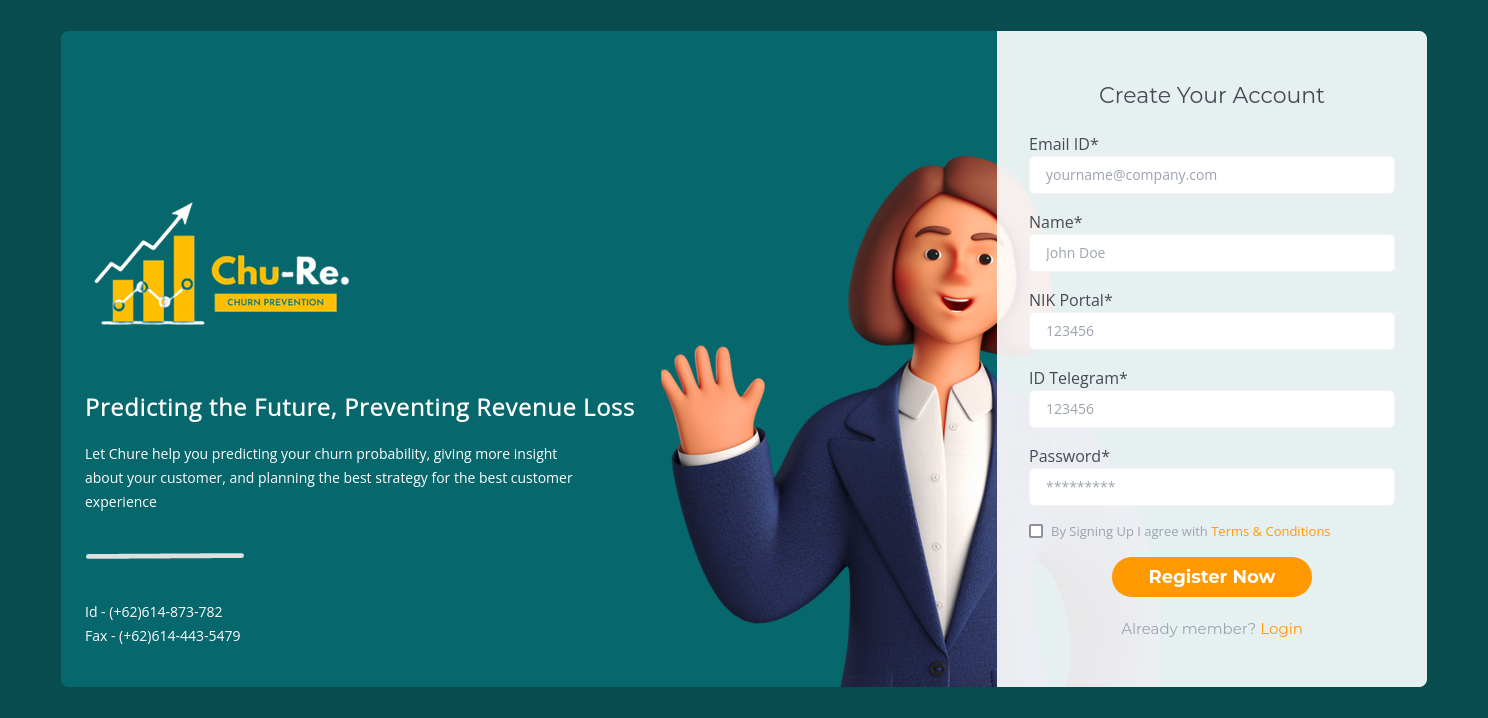 Chu-Re.
CHURN PREVENTION
Predicting the Future, Preventing Revenue Loss
Let Chure help you predicting your churn probability, giving more insight
about your customer, and planning the best strategy for the best customer
experience
Id - (+62)614-873-782
Fax - (+62)614-443-5479
Create Your Account
Email ID*
yourname@company.com
Name*
John Doe
NIK Portal*
123456
ID Telegram*
123456
Password*
*********
By Signing Up I agree with Terms & Conditions
Register Now
Already member? Login